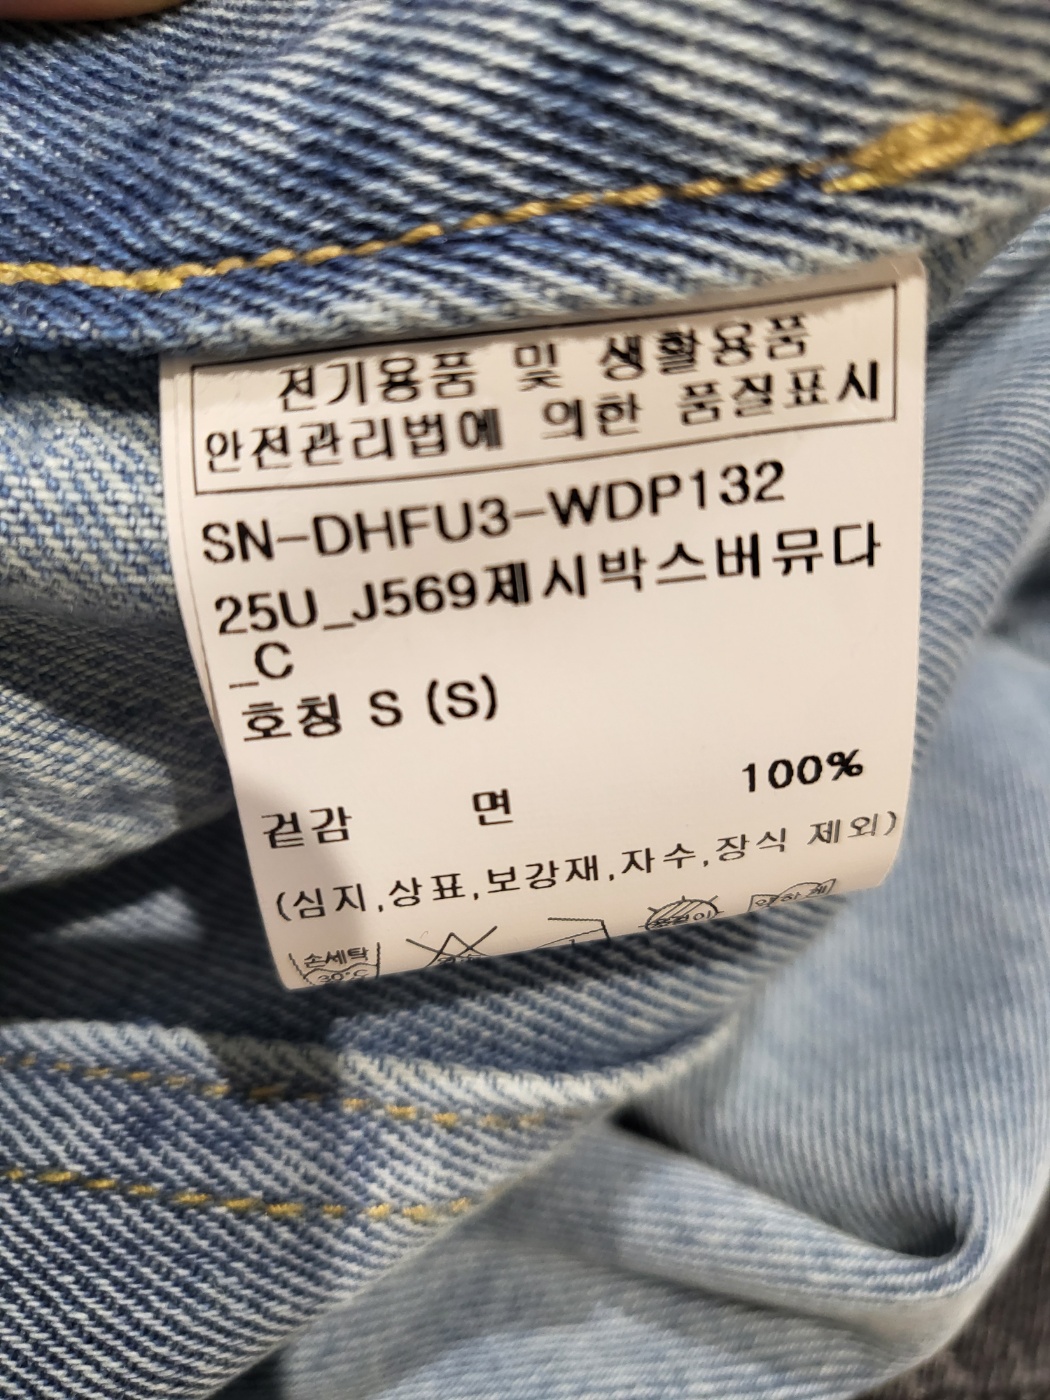 전기용품 및 생활용품
안전관리법에 의한 품질표시
SN-DHFU3-WDP132
25U_J569제시박스버뮤다
_C
호칭 S (S)
겉감 면 100%
(심지,상표,보강재,자수,장식 제외)
손세탁
30°C